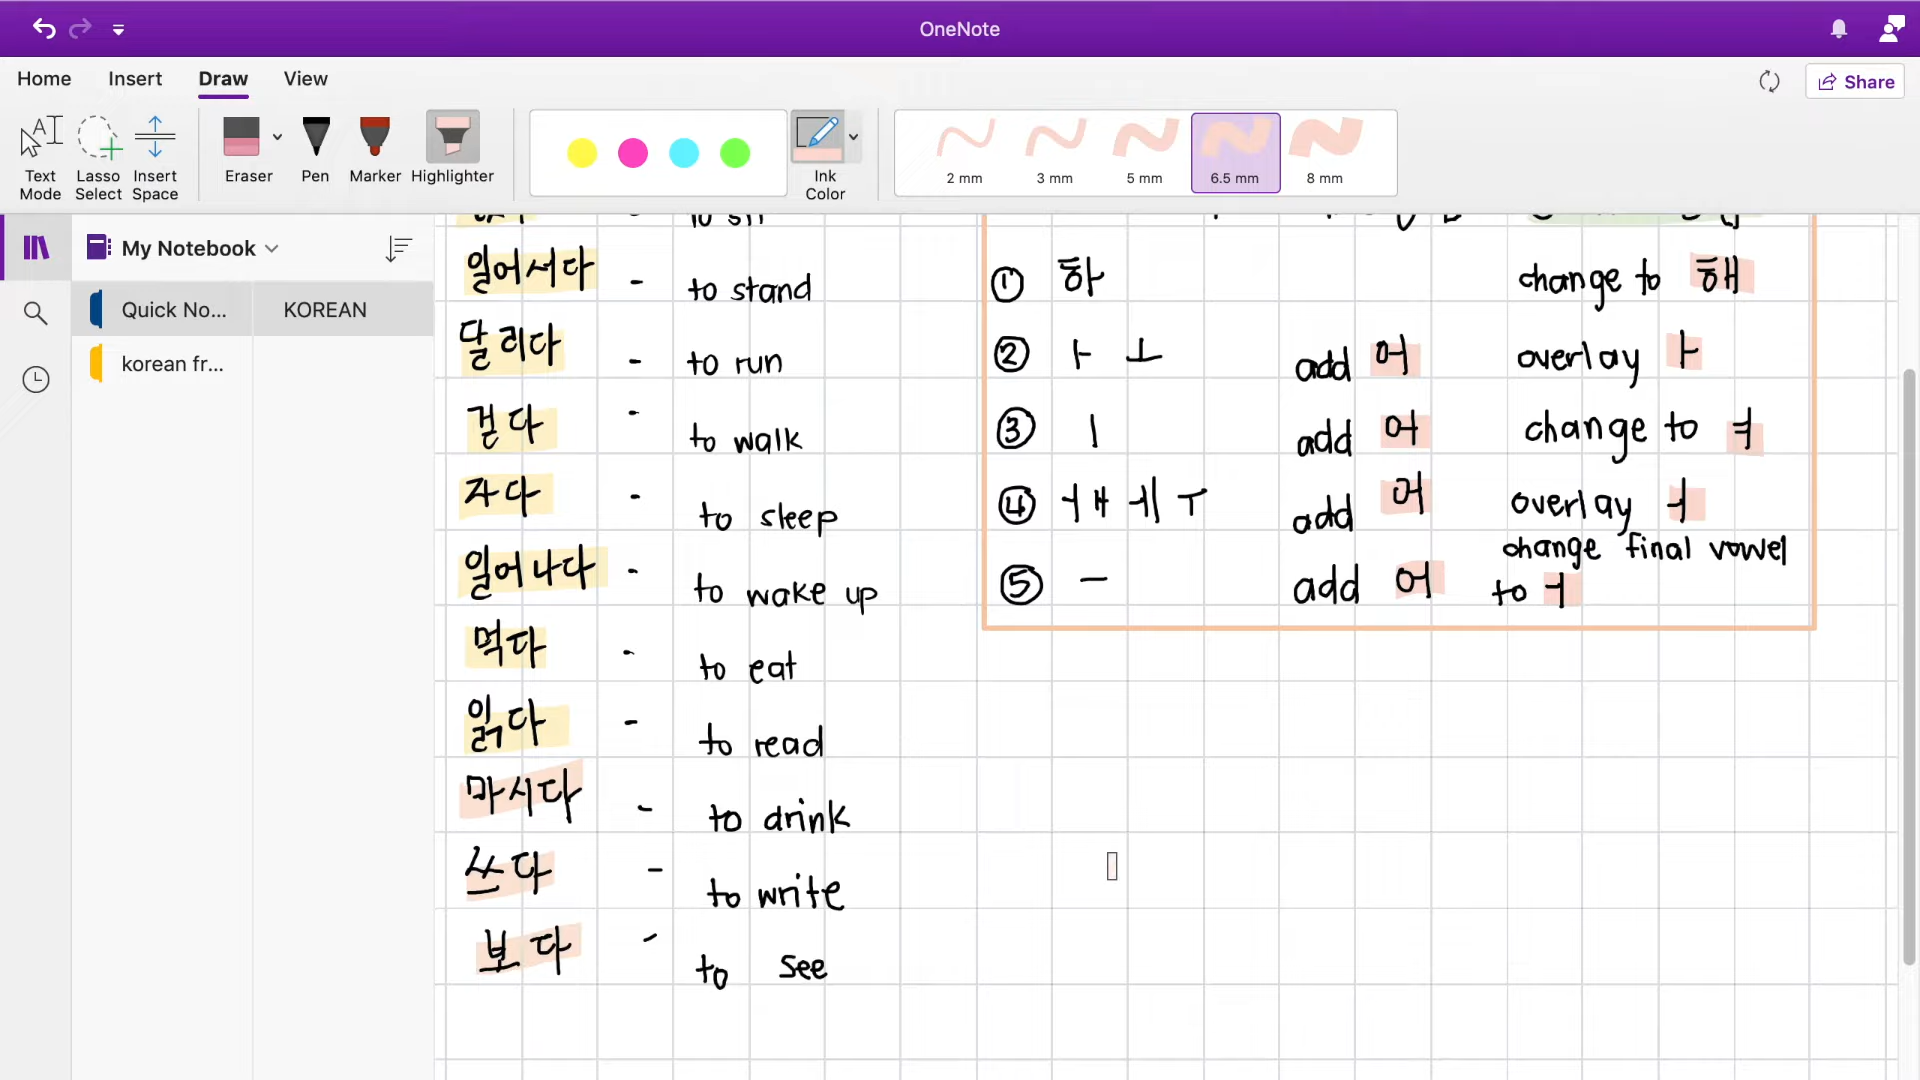 OneNote
Home Insert Draw View
Share
Text Mode
Lasso Select
Insert Space
Eraser
Pen
Marker
Highlighter
Ink Color
2 mm
3 mm
5 mm
6.5 mm
8 mm
My Notebook
Quick No...
korean fr...
KOREAN
to sit
일어서다 - to stand
달리다 - to run
걷다 - to walk
자다 - to sleep
일어나다 - to wake up
먹다 - to eat
읽다 - to read
마시다 - to drink
쓰다 - to write
보다 - to see
① 하 change to 해
② ㅏ ㅗ add 어 overlay ㅏ
③ ㅣ add 어 change to ㅕ
④ ㅓ ㅐ ㅔ ㅜ add 어 overlay ㅓ
⑤ ㅡ add 어 change final vowel to ㅓ